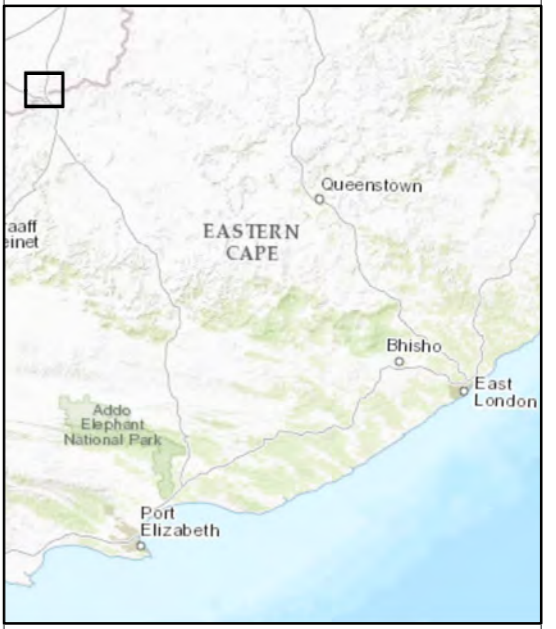 Queenstown
raaff
einet
EASTERN
CAPE
Bhisho
East
London
Addo
Elephant
National Park
Port
Elizabeth